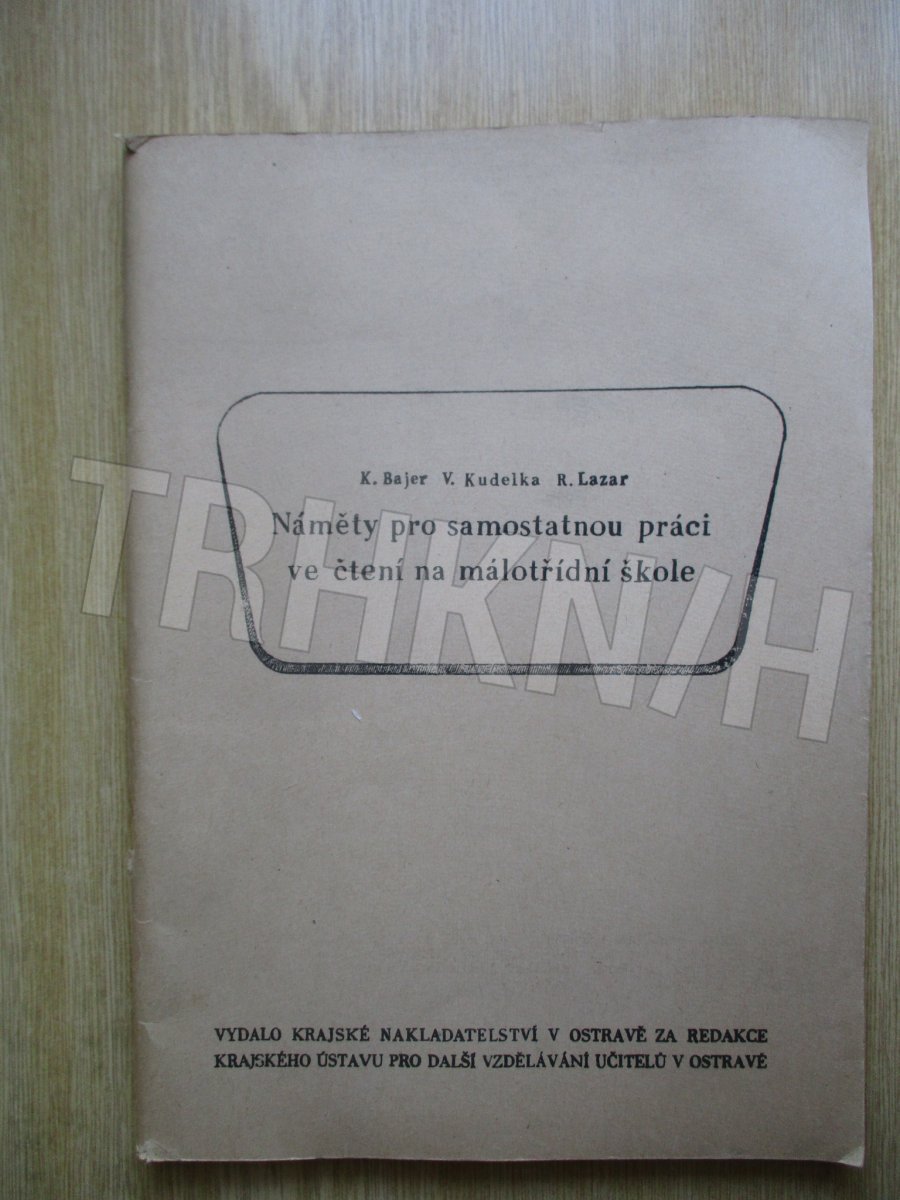 K. Bajer V. Kudelka R. Lazar
Náměty pro samostatnou práci
ve čtení na málotřídní škole
TRHKNIH
VYDALO KRAJSKÉ NAKLADATELSTVÍ V OSTRAVĚ ZA REDAKCE
KRAJSKÉHO ÚSTAVU PRO DALŠÍ VZDĚLÁVÁNÍ UČITELŮ V OSTRAVĚ